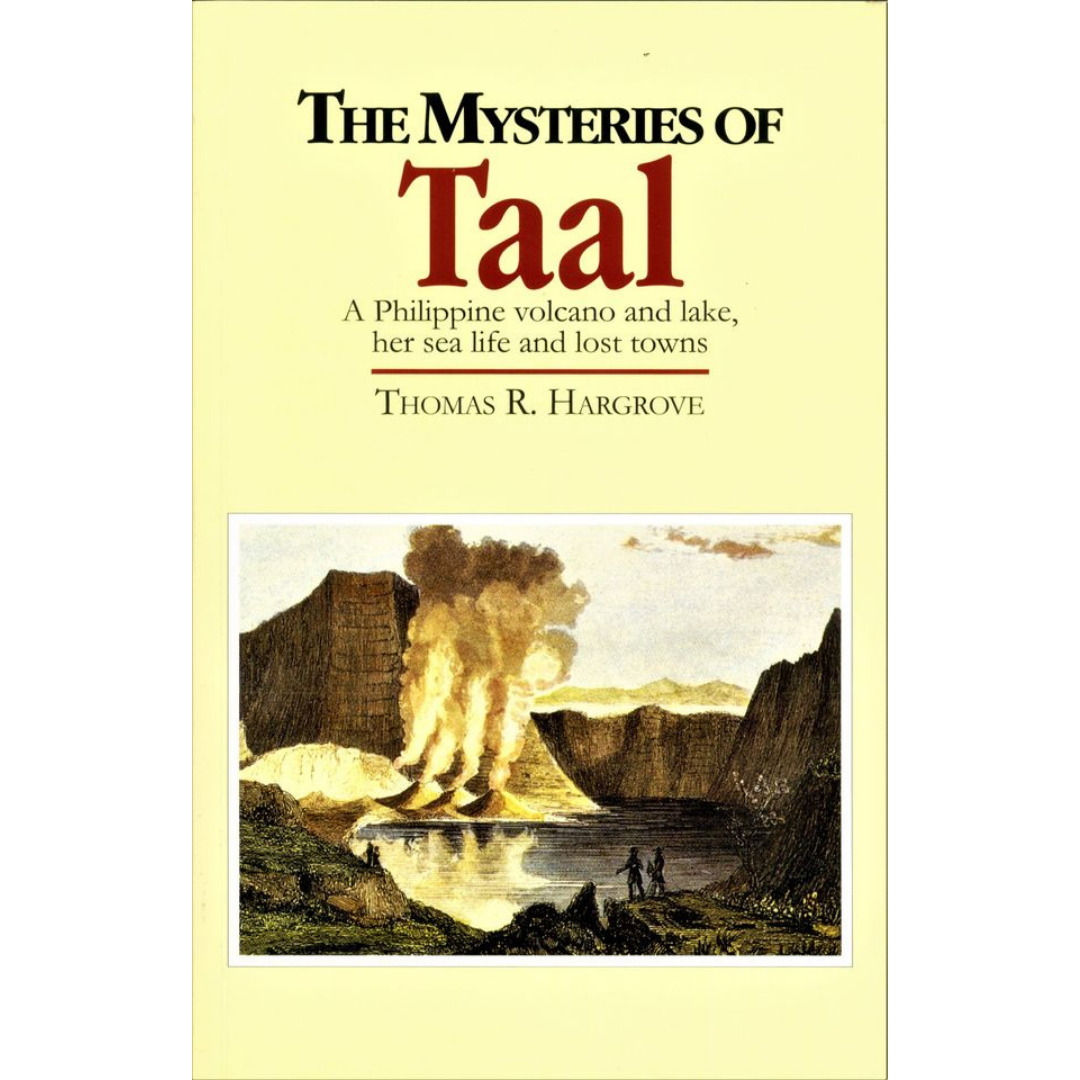 THE MYSTERIES OF
Taal
A Philippine volcano and lake,
her sea life and lost towns
THOMAS R. HARGROVE